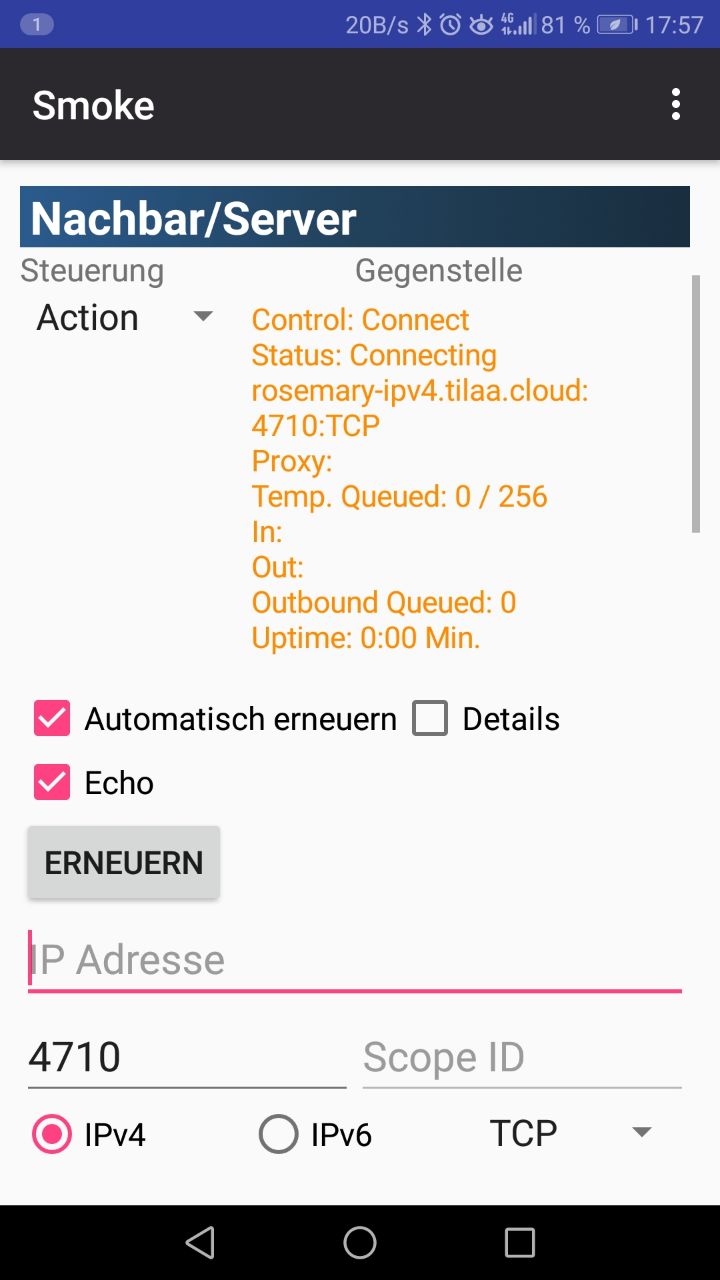 1 20B/s 4G 81 % 17:57
Smoke
Nachbar/Server
Steuerung Gegenstelle
Action
Control: Connect
Status: Connecting
rosemary-ipv4.tilaa.cloud:
4710:TCP
Proxy:
Temp. Queued: 0 / 256
In:
Out:
Outbound Queued: 0
Uptime: 0:00 Min.
Automatisch erneuern Details
Echo
ERNEUERN
IP Adresse
4710 Scope ID
IPv4 IPv6 TCP